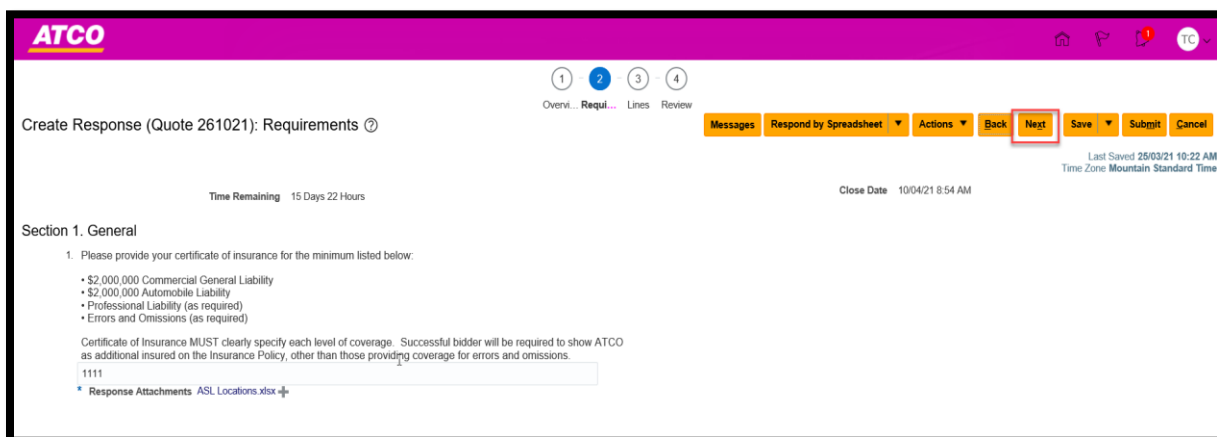 ATCO
1
TC
1 2 3 4
Overvi... Requi... Lines Review
Create Response (Quote 261021): Requirements ?
Messages Respond by Spreadsheet Actions Back Next Save Submit Cancel
Last Saved 25/03/21 10:22 AM
Time Zone Mountain Standard Time
Time Remaining 15 Days 22 Hours
Close Date 10/04/21 8:54 AM
Section 1. General
1. Please provide your certificate of insurance for the minimum listed below:
• $2,000,000 Commercial General Liability
• $2,000,000 Automobile Liability
• Professional Liability (as required)
• Errors and Omissions (as required)
Certificate of Insurance MUST clearly specify each level of coverage. Successful bidder will be required to show ATCO
as additional insured on the Insurance Policy, other than those providing coverage for errors and omissions.
1111
* Response Attachments ASL Locations.xlsx